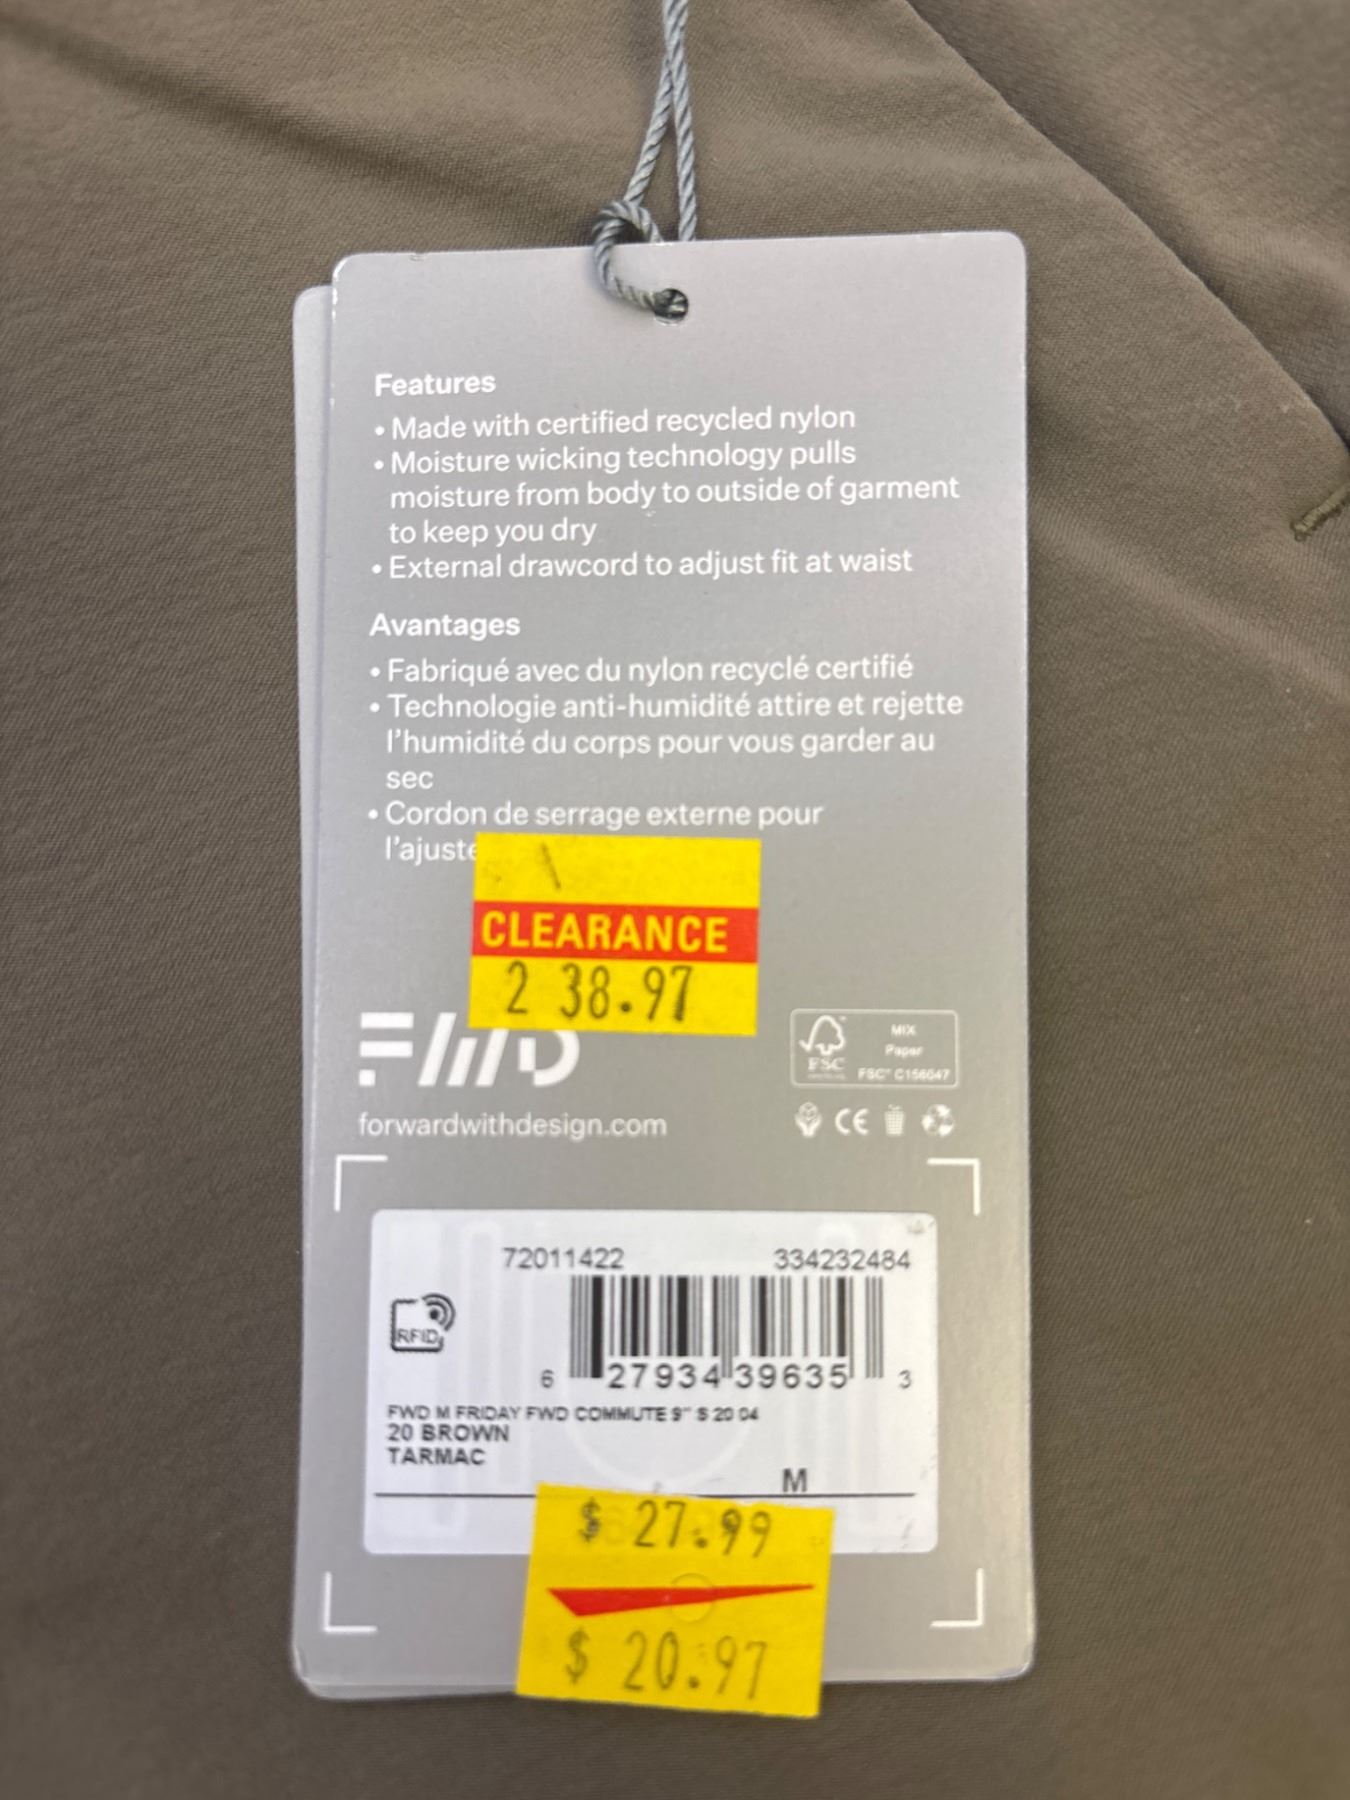 Features
• Made with certified recycled nylon
• Moisture wicking technology pulls
moisture from body to outside of garment
to keep you dry
• External drawcord to adjust fit at waist
Avantages
• Fabriqué avec du nylon recyclé certifié
• Technologie anti-humidité attire et rejette
l'humidité du corps pour vous garder au
sec
• Cordon de serrage externe pour
l'ajuste
CLEARANCE
2 38.97
FWD
MIX
Paper
FSC
FSC® C156047
forwardwithdesign.com
CE
72011422 334232484
RFID
6 27934 39635 3
FWD M FRIDAY FWD COMMUTE 9" S 20 04
20 BROWN
TARMAC
M
$ 27.99
$ 20.97